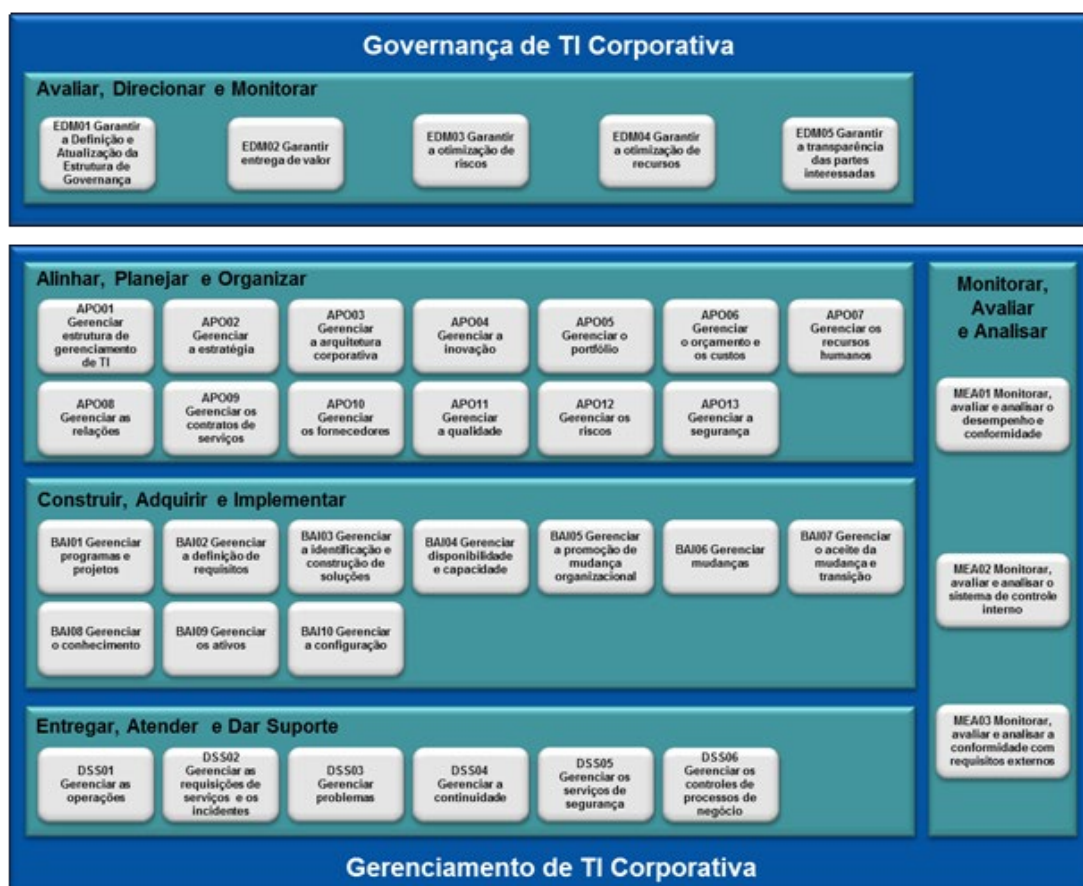 Governança de TI Corporativa
Avaliar, Direcionar e Monitorar
EDM01 Garantir
a Definição e
Atualização da
Estrutura de
Governança
EDM02 Garantir
entrega de valor
EDM03 Garantir
a otimização de
riscos
EDM04 Garantir
a otimização de
recursos
EDM05 Garantir
a transparência
das partes
interessadas
Alinhar, Planejar e Organizar
APO01
Gerenciar
estrutura de
gerenciamento
de TI
APO02
Gerenciar
a estratégia
APO03
Gerenciar
a arquitetura
corporativa
APO04
Gerenciar a
inovação
APO05
Gerenciar o
portfólio
APO06
Gerenciar
o orçamento e
os custos
APO07
Gerenciar os
recursos
humanos
APO08
Gerenciar as
relações
APO09
Gerenciar os
contratos de
serviços
APO10
Gerenciar
os fornecedores
APO11
Gerenciar
a qualidade
APO12
Gerenciar os
riscos
APO13
Gerenciar a
segurança
Construir, Adquirir e Implementar
BAI01 Gerenciar
programas e
projetos
BAI02 Gerenciar
a definição de
requisitos
BAI03 Gerenciar
a identificação e
construção de
soluções
BAI04 Gerenciar
disponibilidade
e capacidade
BAI05 Gerenciar
a promoção de
mudança
organizacional
BAI06 Gerenciar
mudanças
BAI07 Gerenciar
o aceite da
mudança e
transição
BAI08 Gerenciar
o conhecimento
BAI09 Gerenciar
os ativos
BAI10 Gerenciar
a configuração
Entregar, Atender e Dar Suporte
DSS01
Gerenciar as
operações
DSS02
Gerenciar as
requisições de
serviços e os
incidentes
DSS03
Gerenciar
problemas
DSS04
Gerenciar a
continuidade
DSS05
Gerenciar os
serviços de
segurança
DSS06
Gerenciar os
controles de
processos de
negócio
Monitorar,
Avaliar
e Analisar
MEA01 Monitorar,
avaliar e analisar o
desempenho e
conformidade
MEA02 Monitorar,
avaliar e analisar o
sistema de controle
interno
MEA03 Monitorar,
avaliar e analisar a
conformidade com
requisitos externos
Gerenciamento de TI Corporativa